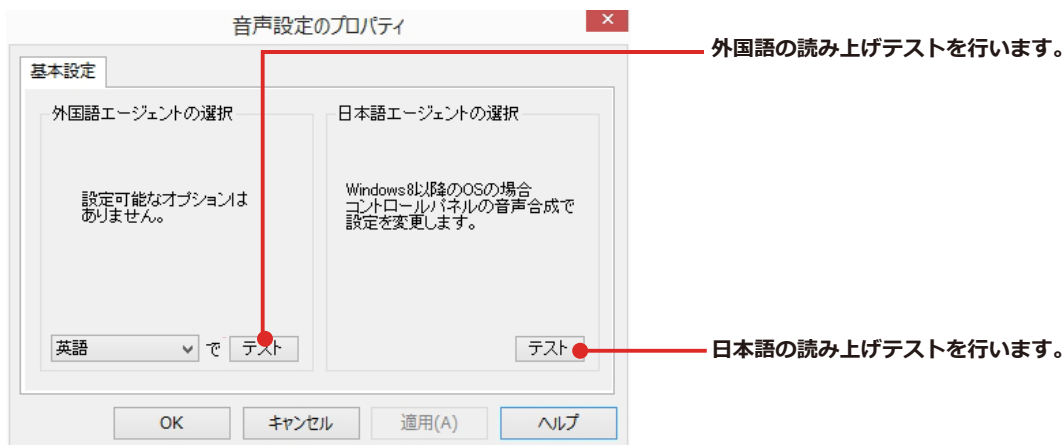 音声設定のプロパティ
×
外国語の読み上げテストを行います。
基本設定
外国語エージェントの選択
設定可能なオプションは
ありません。
英語 で テスト
日本語エージェントの選択
Windows8以降のOSの場合
コントロールパネルの音声合成で
設定を変更します。
テスト
日本語の読み上げテストを行います。
OK キャンセル 適用(A) ヘルプ